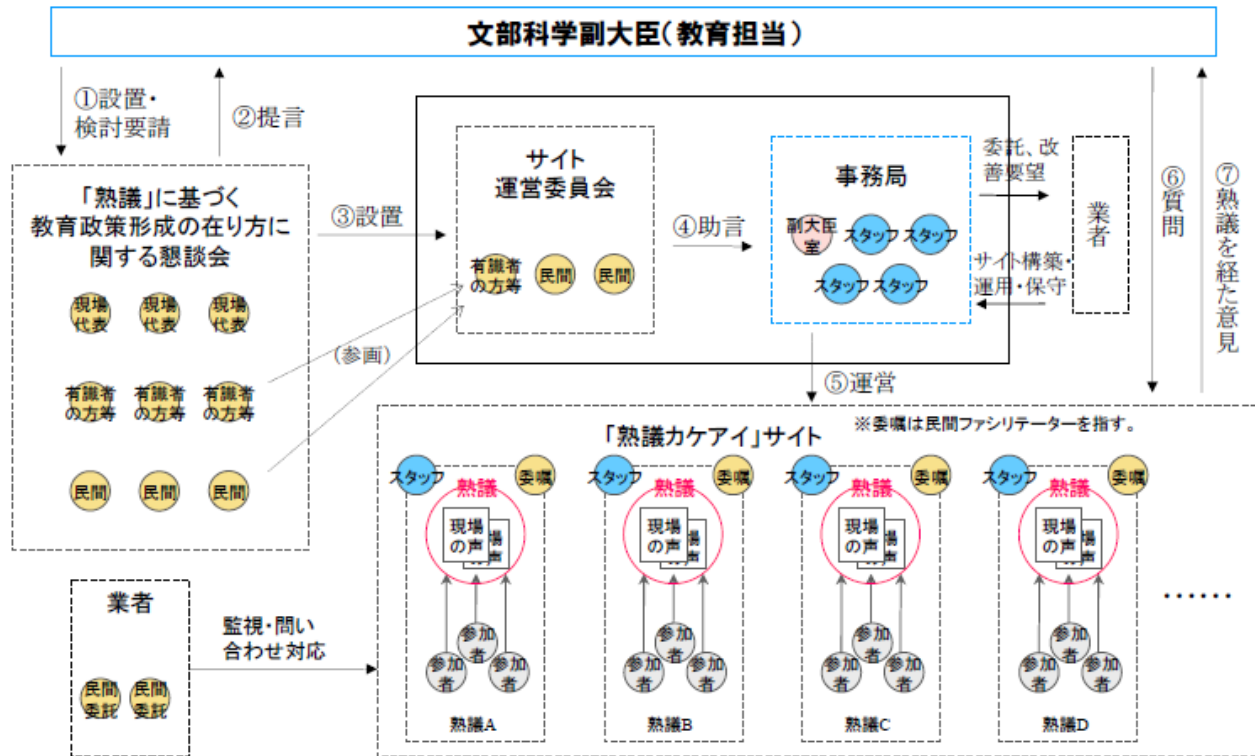 文部科学副大臣(教育担当)
①設置・
検討要請
②提言
「熟議」に基づく
教育政策形成の在り方に
関する懇談会
現場
代表
現場
代表
現場
代表
有識者
の方等
有識者
の方等
有識者
の方等
民間
民間
民間
③設置
(参画)
サイト
運営委員会
有識者
の方等
民間
民間
④助言
事務局
副大臣
室
スタッフ
スタッフ
スタッフ
スタッフ
委託、改
善要望
サイト構築・
運用・保守
業者
⑥質問
⑦熟議を経た意見
⑤運営
「熟議カケアイ」サイト
※委嘱は民間ファシリテーターを指す。
スタッフ
委嘱
熟議
現場
の声
場
声
参加
者
参加
者
参加
者
熟議A
スタッフ
委嘱
熟議
現場
の声
場
声
参加
者
参加
者
参加
者
熟議B
スタッフ
委嘱
熟議
現場
の声
場
声
参加
者
参加
者
参加
者
熟議C
スタッフ
委嘱
熟議
現場
の声
場
声
参加
者
参加
者
参加
者
熟議D
……
業者
民間
委託
民間
委託
監視・問い
合わせ対応